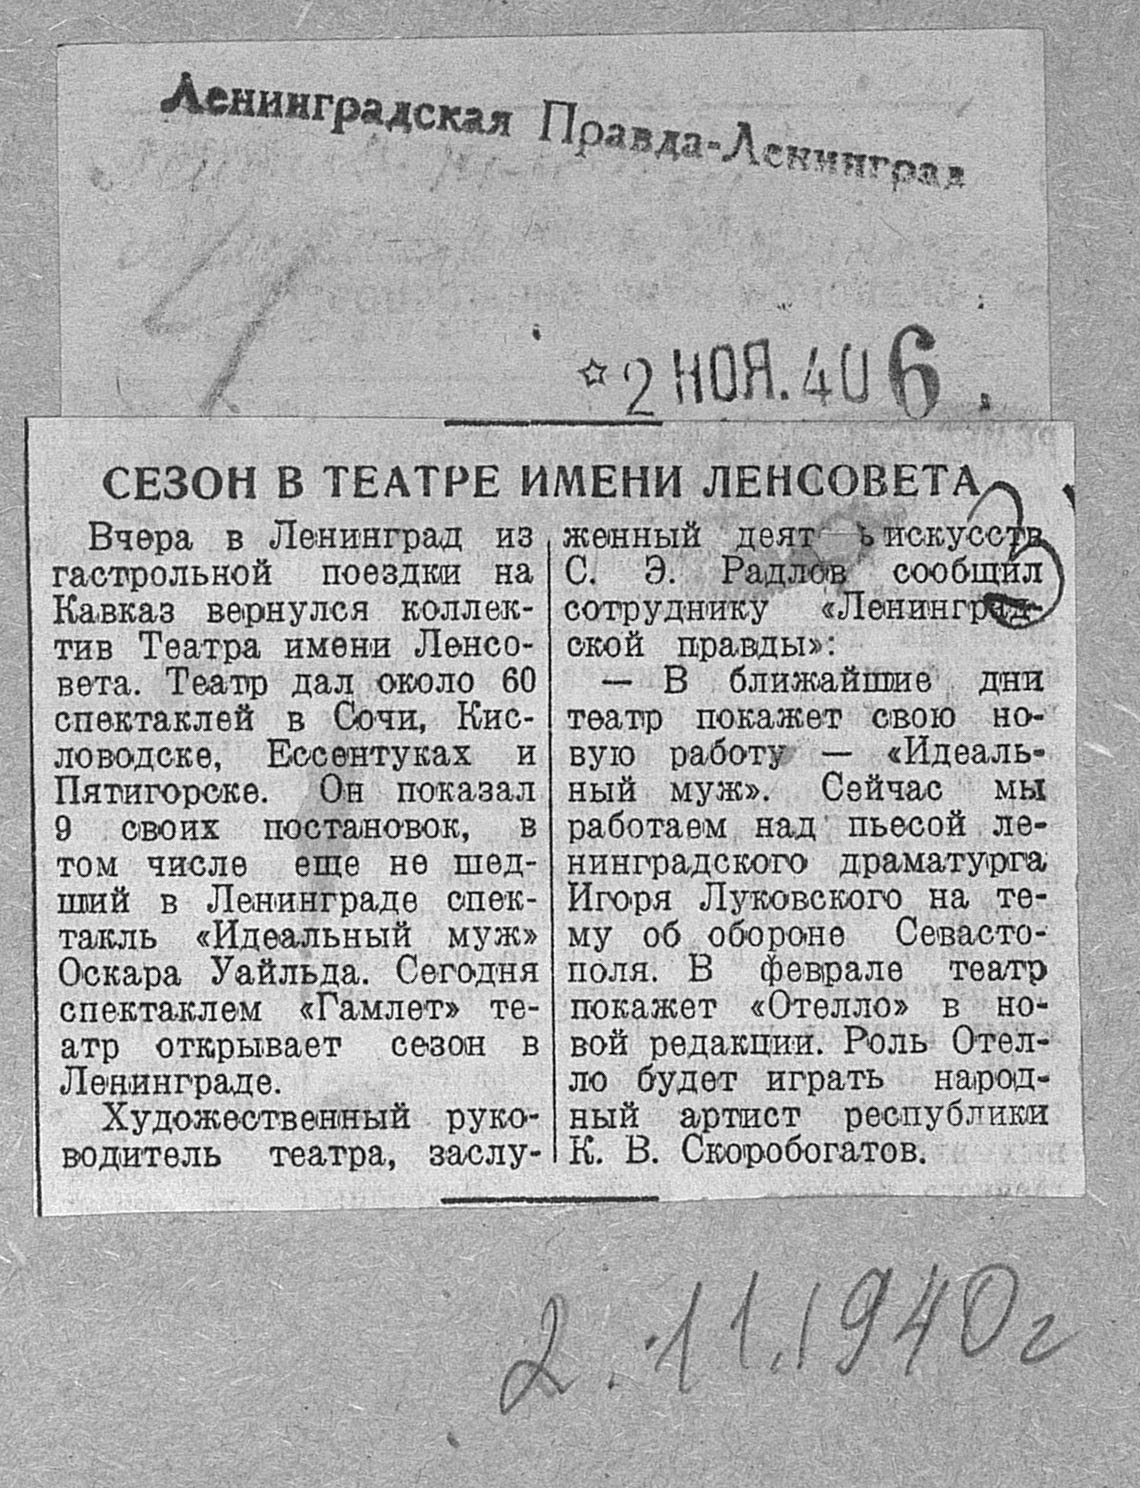 Ленинградская Правда-Ленинград
☆2 НОЯ.40 6
СЕЗОН В ТЕАТРЕ ИМЕНИ ЛЕНСОВЕТА
Вчера в Ленинград из
гастрольной поездки на
Кавказ вернулся коллек-
тив Театра имени Ленсо-
вета. Театр дал около 60
спектаклей в Сочи, Кис-
ловодске, Ессентуках и
Пятигорске. Он показал
9 своих постановок, в
том числе еще не шед-
ший в Ленинграде спек-
такль «Идеальный муж»
Оскара Уайльда. Сегодня
спектаклем «Гамлет» те-
атр открывает сезон в
Ленинграде.
Художественный руко-
водитель театра, заслу-
женный деят ь искусств
С. Э. Радлов сообщил
сотруднику «Ленинград-
ской правды»:
— В ближайшие дни
театр покажет свою но-
вую работу — «Идеаль-
ный муж». Сейчас мы
работаем над пьесой ле-
нинградского драматурга
Игоря Луковского на те-
му об обороне Севасто-
поля. В феврале театр
покажет «Отелло» в но-
вой редакции. Роль Отел-
ло будет играть народ-
ный артист республики
К. В. Скоробогатов.
2.11.1940г